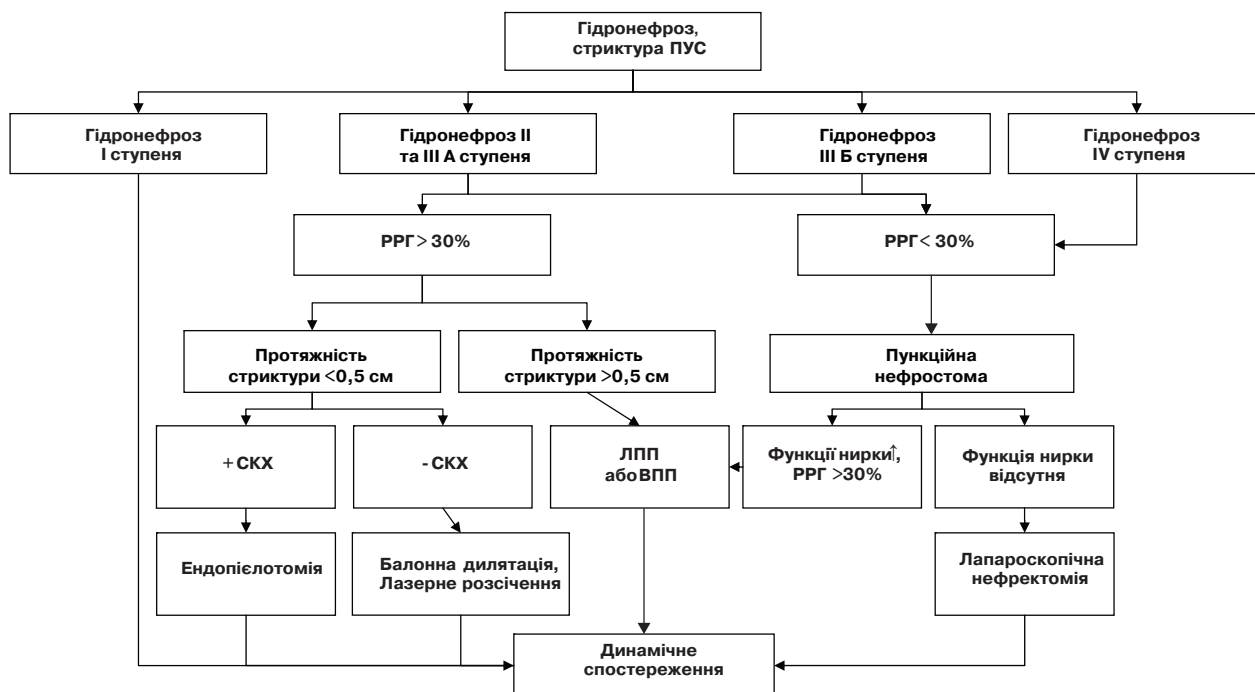 Гідронефроз,
стриктура ПУС
Гідронефроз
I ступеня
Гідронефроз II
та III А ступеня
Гідронефроз
III Б ступеня
Гідронефроз
IV ступеня
РРГ > 30%
РРГ < 30%
Протяжність
стриктури <0,5 см
Протяжність
стриктури >0,5 см
Пункційна
нефростома
+ СКХ
- СКХ
ЛПП
або ВПП
Функції нирки↑,
РРГ >30%
Функція нирки
відсутня
Ендопієлотомія
Балонна дилятація,
Лазерне розсічення
Лапароскопічна
нефректомія
Динамічне
спостереження